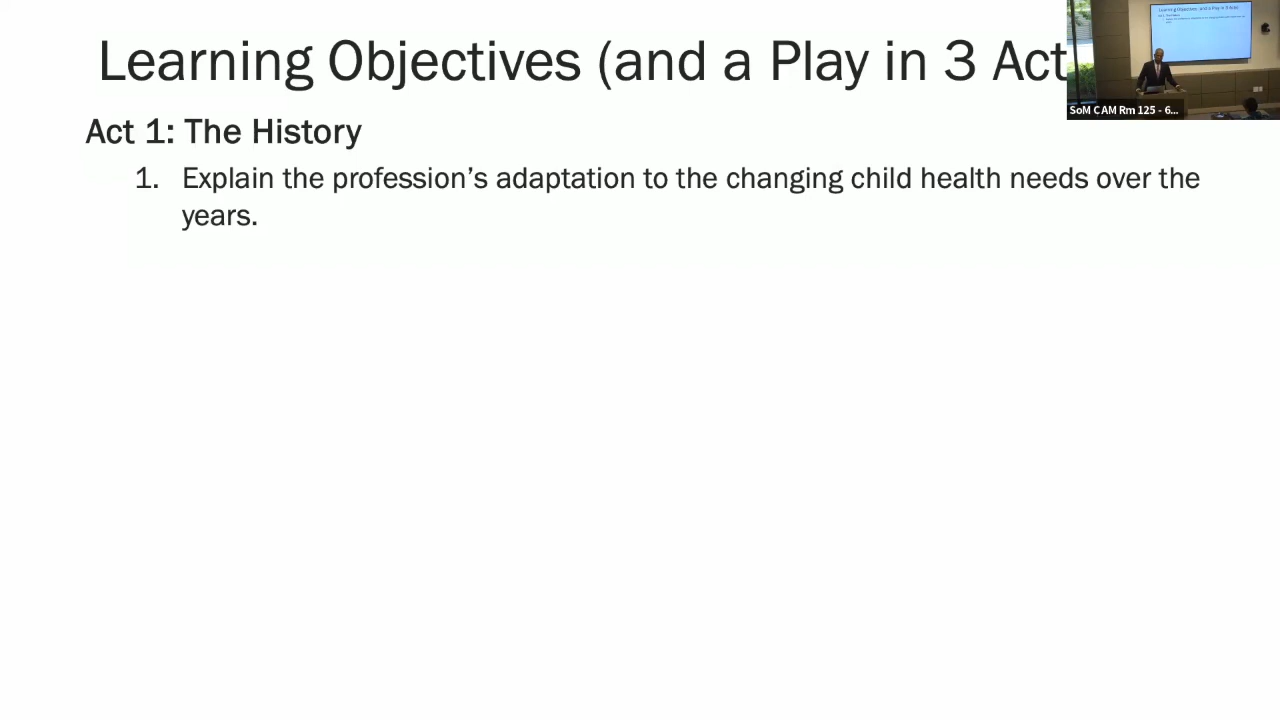 Learning Objectives (and a Play in 3 Act
Act 1: The History
1. Explain the profession’s adaptation to the changing child health needs over the
years.
SoM CAM Rm 125 - 6...